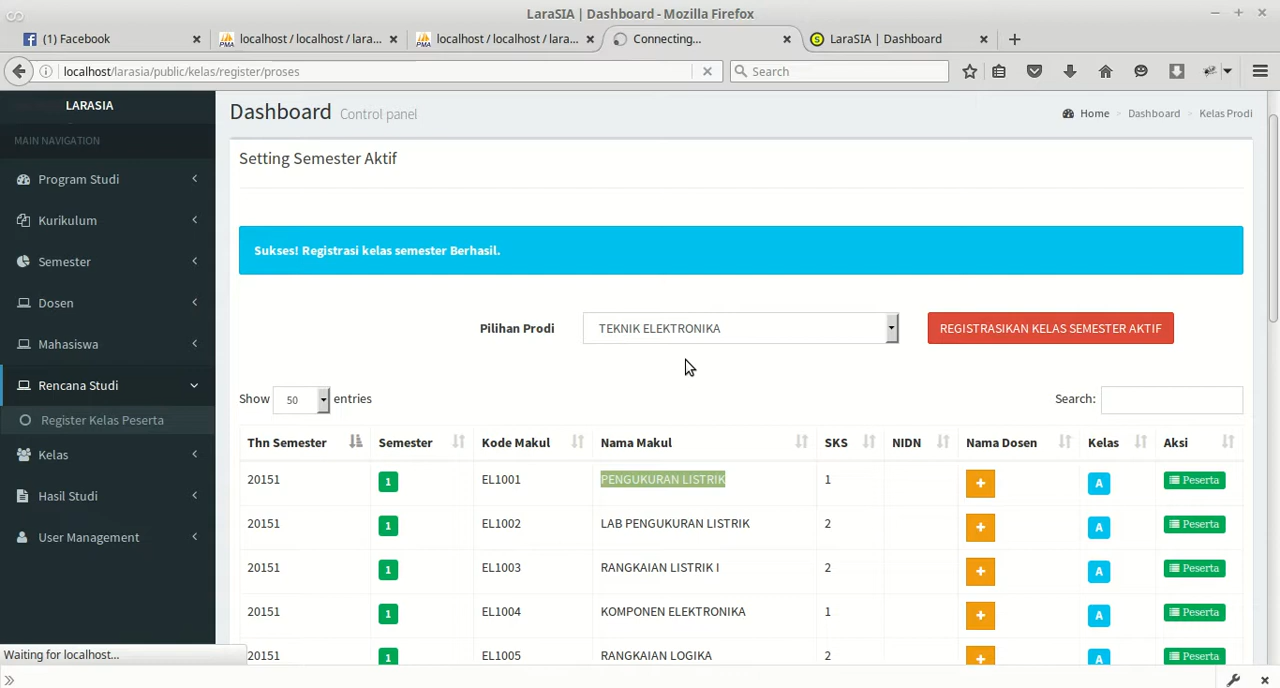 LaraSIA | Dashboard - Mozilla Firefox
(1) Facebook
localhost / localhost / lara...
localhost / localhost / lara...
Connecting...
LaraSIA | Dashboard
localhost/larasia/public/kelas/register/proses
Search
LARASIA
MAIN NAVIGATION
Program Studi
Kurikulum
Semester
Dosen
Mahasiswa
Rencana Studi
Register Kelas Peserta
Kelas
Hasil Studi
User Management
Dashboard Control panel
Home
Dashboard
Kelas Prodi
Setting Semester Aktif
Sukses! Registrasi kelas semester Berhasil.
Pilihan Prodi
TEKNIK ELEKTRONIKA
REGISTRASIKAN KELAS SEMESTER AKTIF
Show 50 entries
Search:
Thn Semester Semester Kode Makul Nama Makul SKS NIDN Nama Dosen Kelas Aksi
20151 1 EL1001 PENGUKURAN LISTRIK 1 + A Peserta
20151 1 EL1002 LAB PENGUKURAN LISTRIK 2 + A Peserta
20151 1 EL1003 RANGKAIAN LISTRIK I 2 + A Peserta
20151 1 EL1004 KOMPONEN ELEKTRONIKA 1 + A Peserta
20151 1 EL1005 RANGKAIAN LOGIKA 2 + A Peserta
Waiting for localhost...